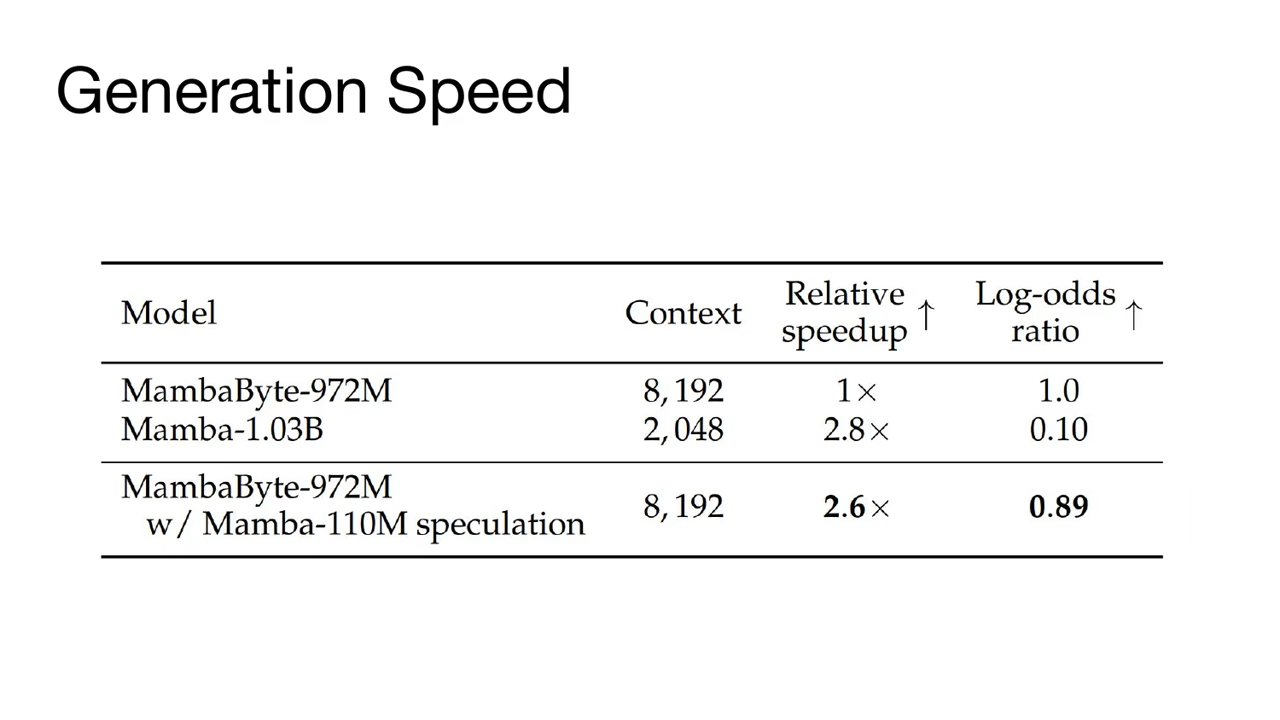 Generation Speed
Model Context Relative speedup ↑ Log-odds ratio ↑
MambaByte-972M 8,192 1× 1.0
Mamba-1.03B 2,048 2.8× 0.10
MambaByte-972M
w/ Mamba-110M speculation 8,192 2.6× 0.89